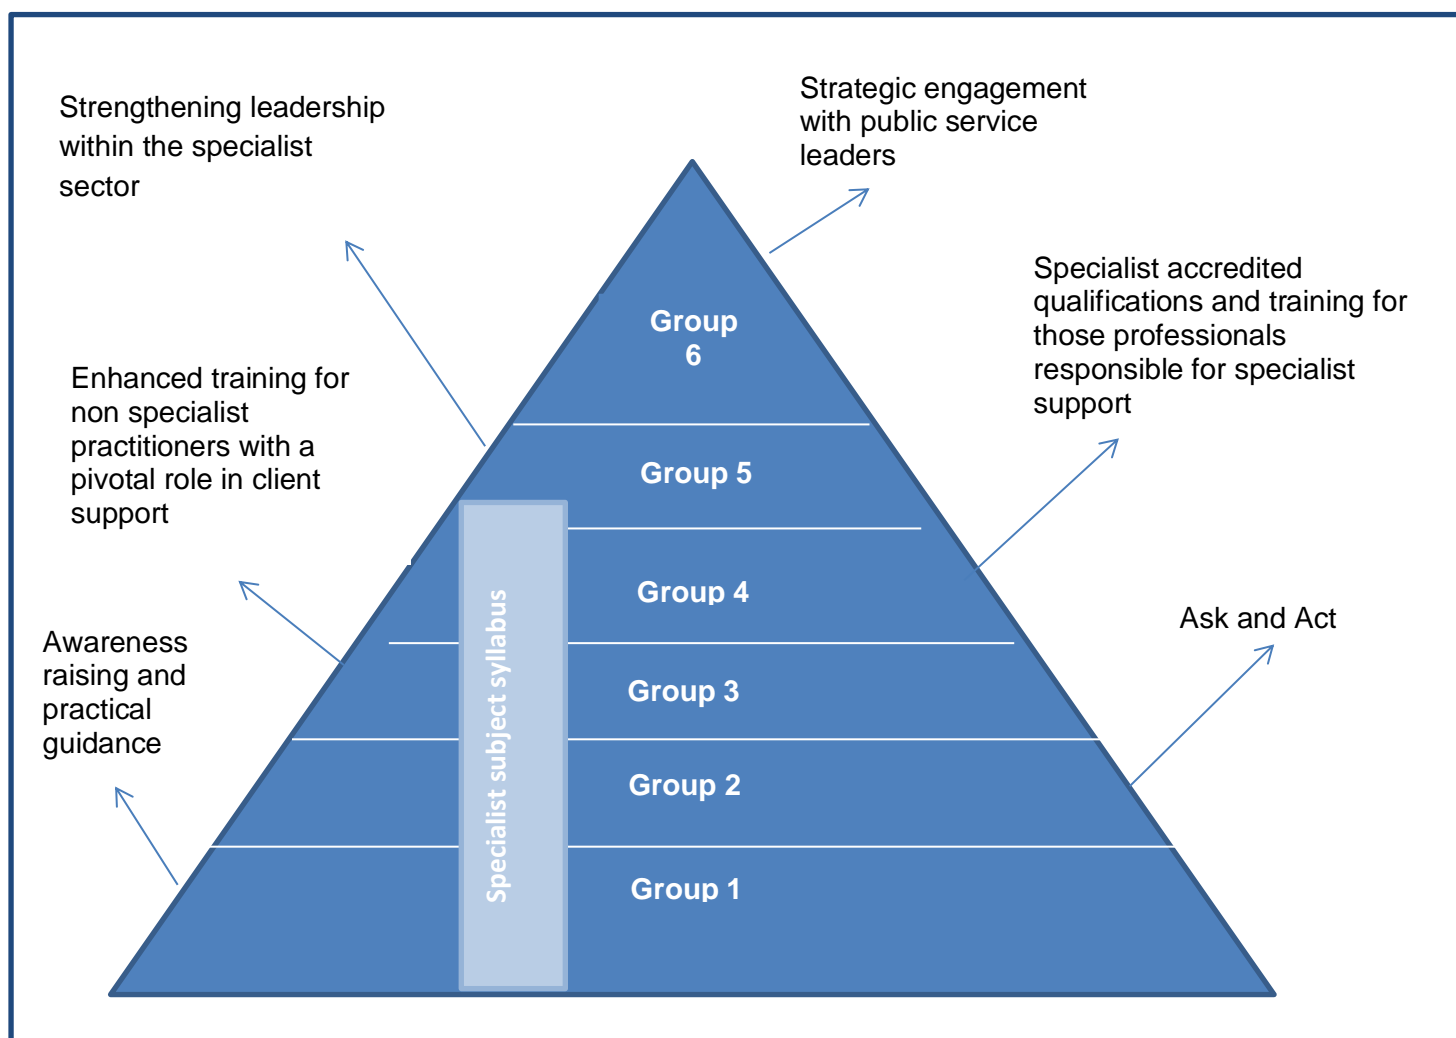 Strengthening leadership
within the specialist
sector
Strategic engagement
with public service
leaders
Specialist accredited
qualifications and training for
those professionals
responsible for specialist
support
Enhanced training for
non specialist
practitioners with a
pivotal role in client
support
Ask and Act
Awareness
raising and
practical
guidance
Group
6
Group 5
Group 4
Group 3
Group 2
Group 1
Specialist subject syllabus